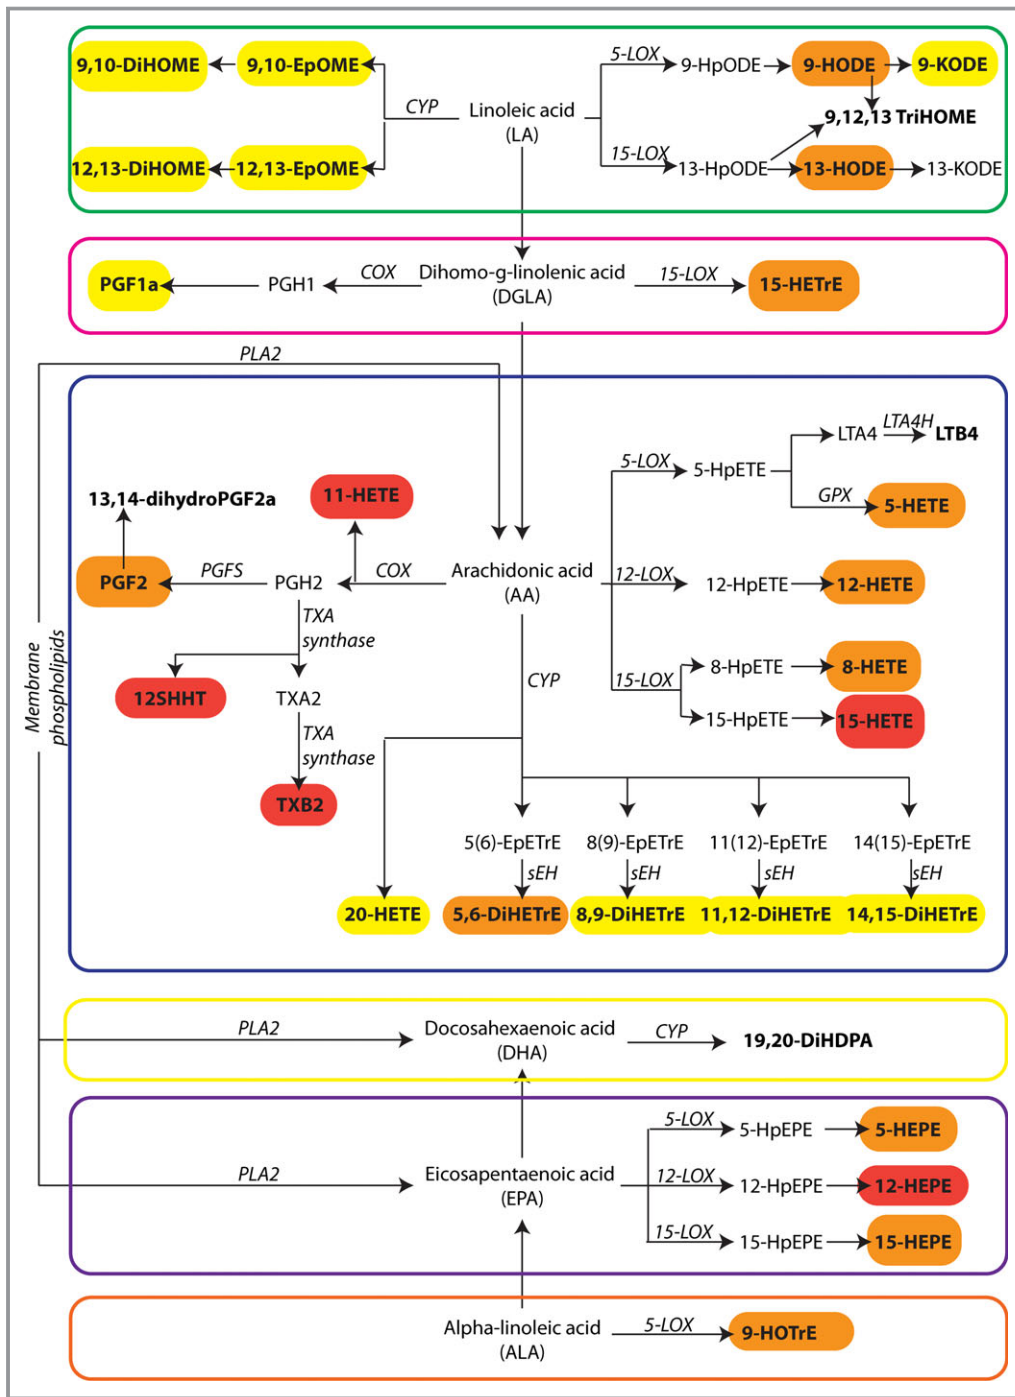 9,10-DiHOME
9,10-EpOME
CYP
Linoleic acid
(LA)
5-LOX
9-HpODE
9-HODE
9-KODE
9,12,13 TriHOME
12,13-DiHOME
12,13-EpOME
15-LOX
13-HpODE
13-HODE
13-KODE
PGF1a
PGH1
COX
Dihomo-g-linolenic acid
(DGLA)
15-LOX
15-HETrE
PLA2
Membrane
phospholipids
13,14-dihydroPGF2a
11-HETE
PGF2
PGFS
PGH2
COX
Arachidonic acid
(AA)
5-LOX
5-HpETE
LTA4
LTA4H
LTB4
GPX
5-HETE
12-LOX
12-HpETE
12-HETE
15-LOX
8-HpETE
8-HETE
15-HpETE
15-HETE
TXA
synthase
12SHHT
TXA2
TXA
synthase
TXB2
CYP
5(6)-EpETrE
8(9)-EpETrE
11(12)-EpETrE
14(15)-EpETrE
sEH
sEH
sEH
sEH
20-HETE
5,6-DiHETrE
8,9-DiHETrE
11,12-DiHETrE
14,15-DiHETrE
PLA2
Docosahexaenoic acid
(DHA)
CYP
19,20-DiHDPA
PLA2
Eicosapentaenoic acid
(EPA)
5-LOX
5-HpEPE
5-HEPE
12-LOX
12-HpEPE
12-HEPE
15-LOX
15-HpEPE
15-HEPE
Alpha-linoleic acid
(ALA)
5-LOX
9-HOTrE